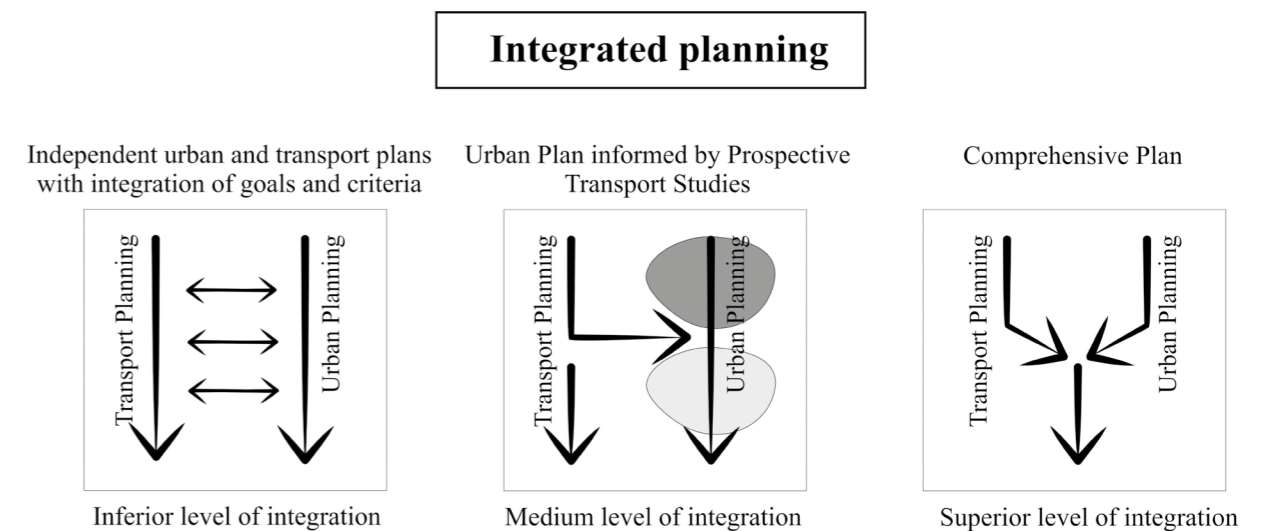 Integrated planning
Independent urban and transport plans
with integration of goals and criteria
Transport Planning
Urban Planning
Inferior level of integration
Urban Plan informed by Prospective
Transport Studies
Transport Planning
Urban Planning
Medium level of integration
Comprehensive Plan
Transport Planning
Urban Planning
Superior level of integration